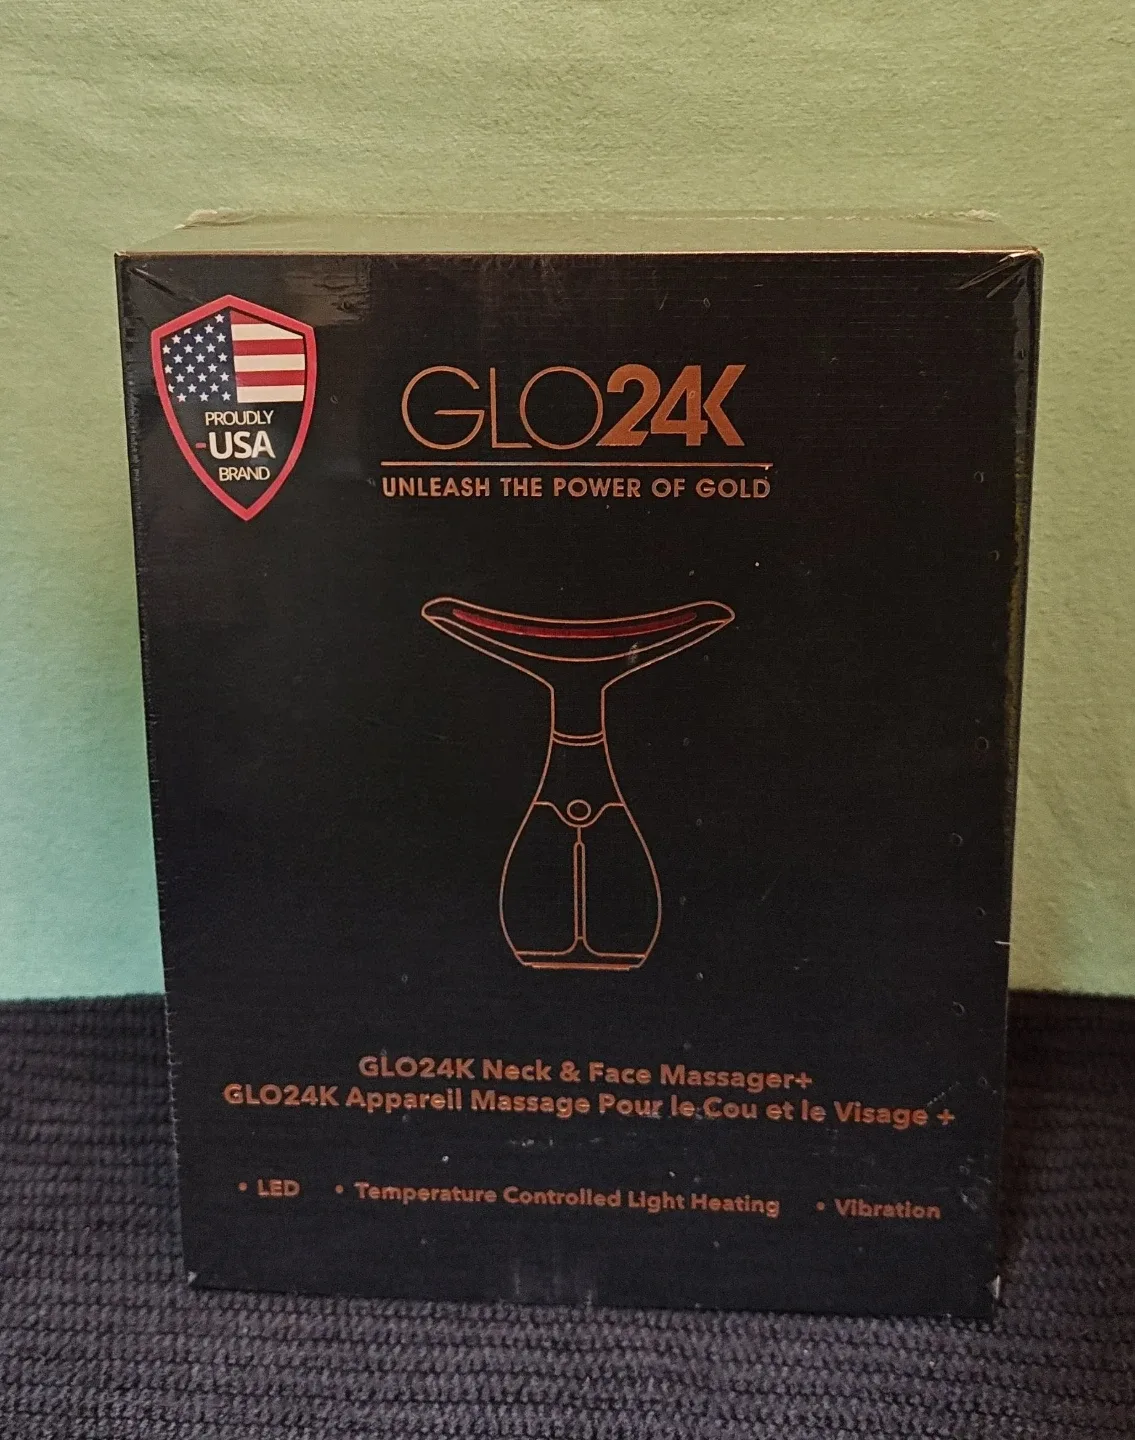 PROUDLY
USA
BRAND
GLO24K
UNLEASH THE POWER OF GOLD
GLO24K Neck & Face Massager+
GLO24K Appareil Massage Pour le Cou et le Visage +
• LED • Temperature Controlled Light Heating • Vibration